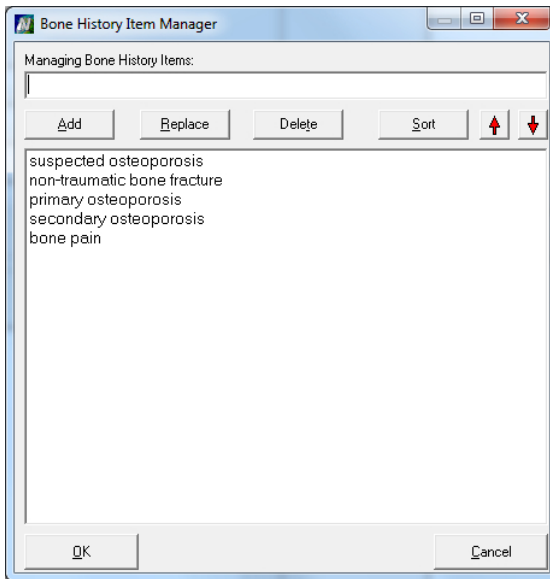 Bone History Item Manager
Managing Bone History Items:
Add Replace Delete Sort
suspected osteoporosis
non-traumatic bone fracture
primary osteoporosis
secondary osteoporosis
bone pain
OK Cancel